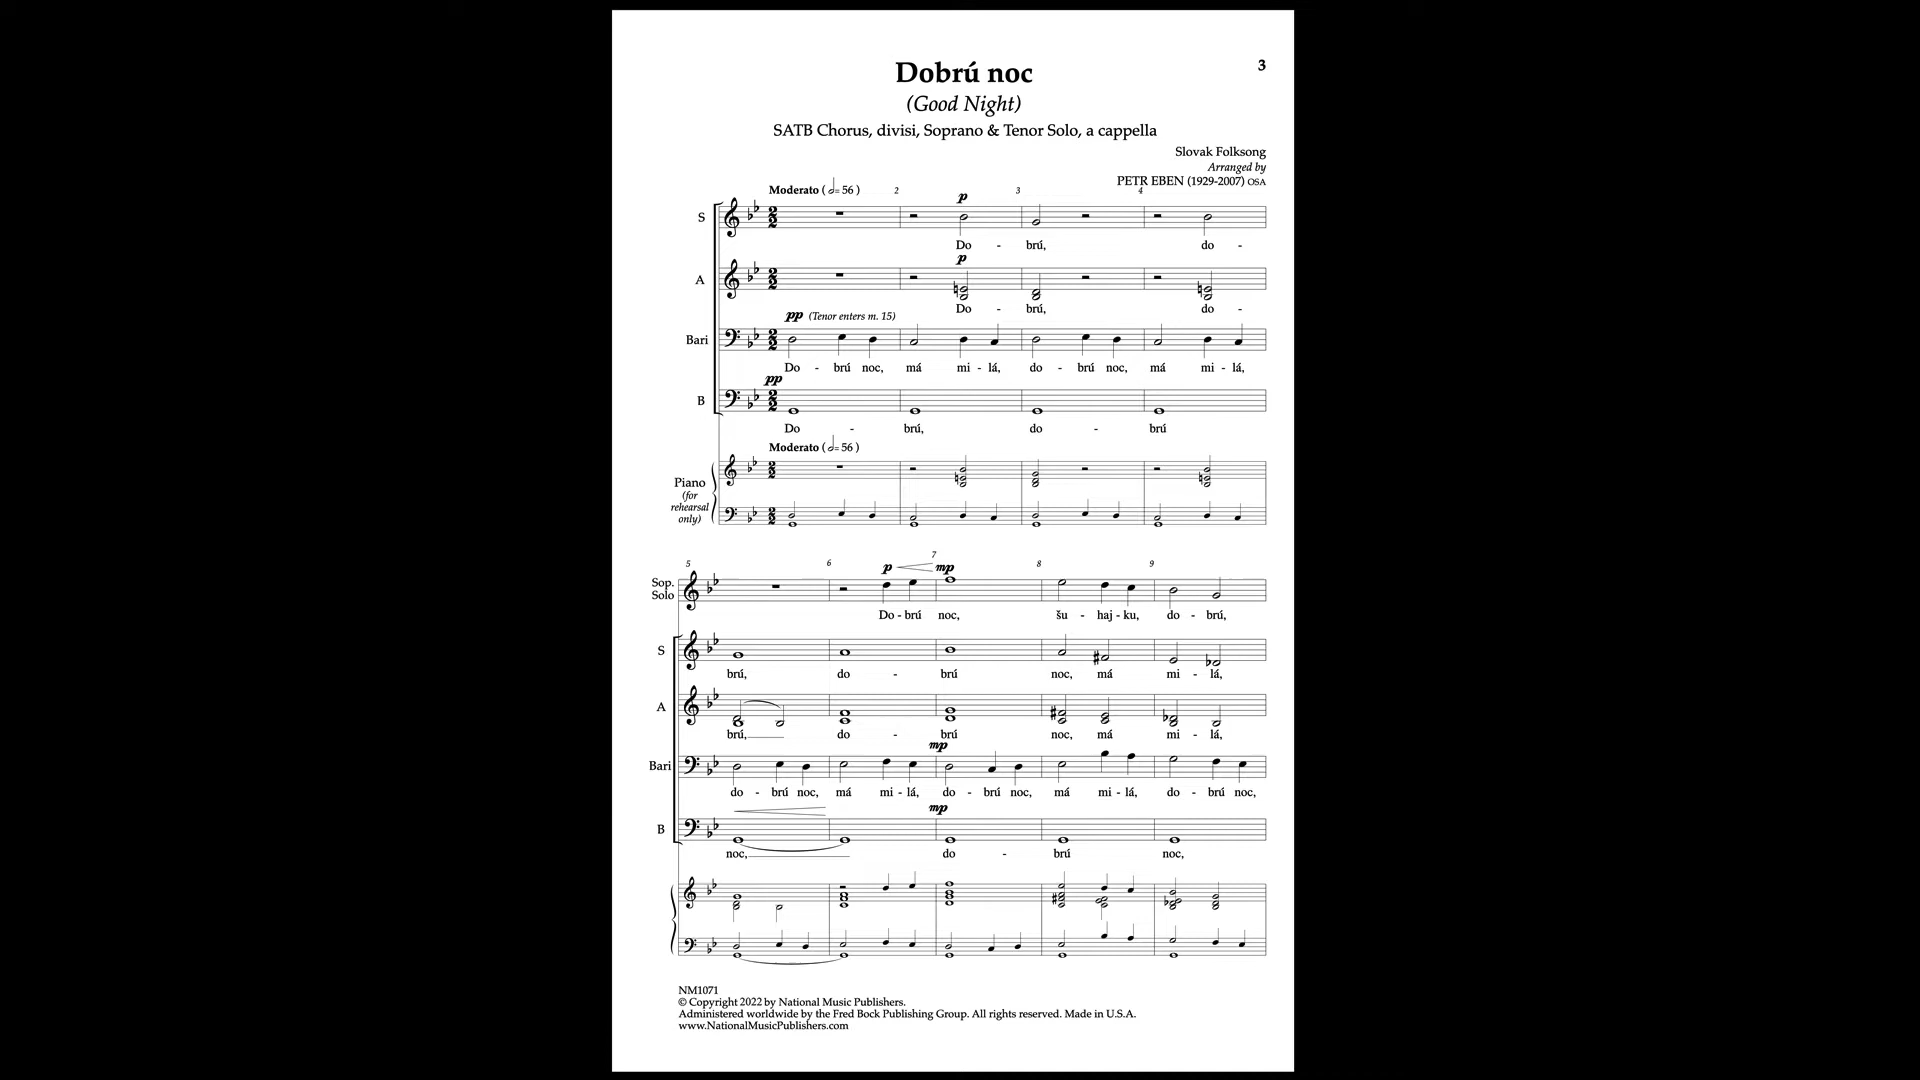 3
Dobrú noc
(Good Night)
SATB Chorus, divisi, Soprano & Tenor Solo, a cappella
Slovak Folksong
Arranged by
PETR EBEN (1929-2007) OSA
Moderato ( = 56 )
2
3
4
p
S
Do - brú, do -
p
A
Do - brú, do -
pp (Tenor enters m. 15)
Bari
Do - brú noc, má mi - lá, do - brú noc, má mi - lá,
pp
B
Do - brú, do - brú
Moderato ( = 56 )
Piano
(for
rehearsal
only)
5 6 7 8 9
p mp
Sop.
Solo
Do - brú noc, šu - haj - ku, do - brú,
S
brú, do - brú noc, má mi - lá,
A
brú, do - brú noc, má mi - lá,
mp
Bari
do - brú noc, má mi - lá, do - brú noc, má mi - lá, do - brú noc,
mp
B
noc, do - brú noc,
NM1071
© Copyright 2022 by National Music Publishers.
Administered worldwide by the Fred Bock Publishing Group. All rights reserved. Made in U.S.A.
www.NationalMusicPublishers.com